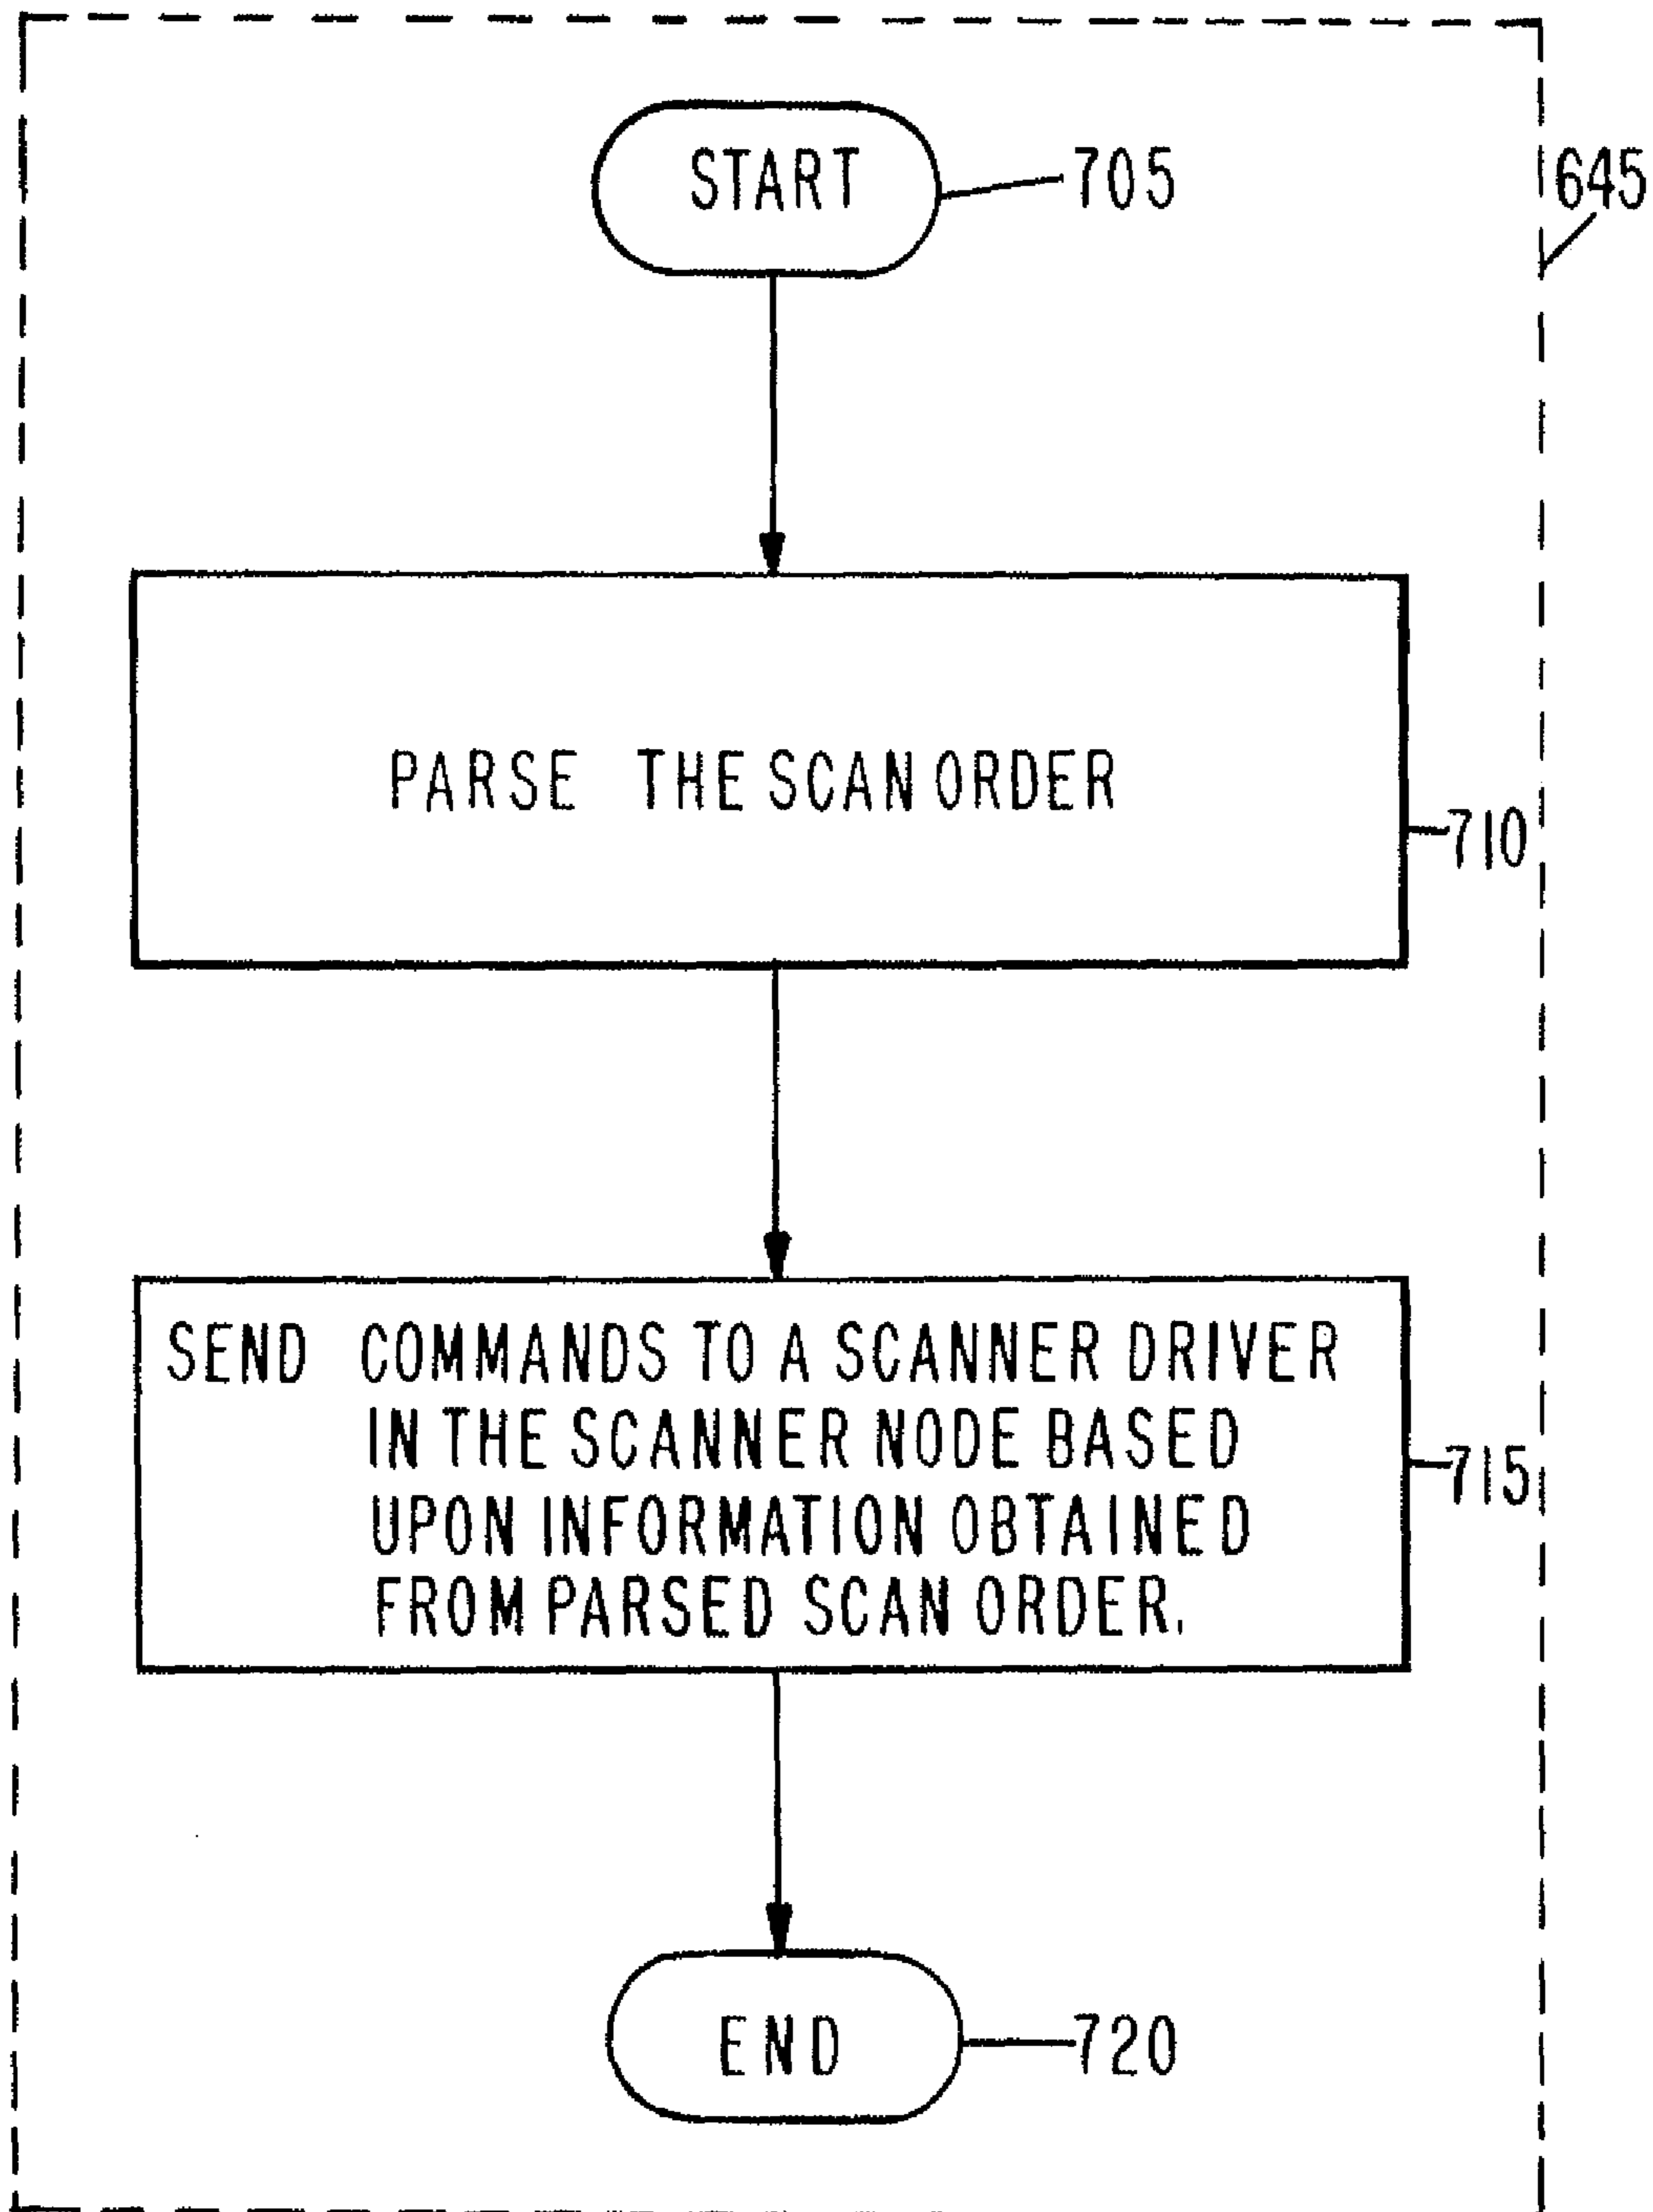 START
705
645
PARSE THE SCAN ORDER
710
SEND COMMANDS TO A SCANNER DRIVER
IN THE SCANNER NODE BASED
UPON INFORMATION OBTAINED
FROM PARSED SCAN ORDER.
715
END
720